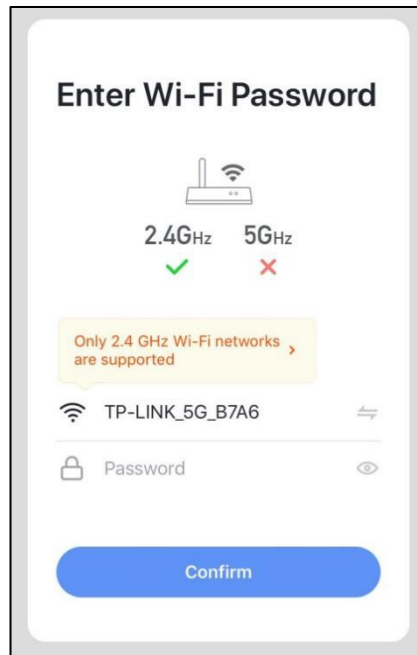 Enter Wi-Fi Password
2.4GHz 5GHz
Only 2.4 GHz Wi-Fi networks
are supported
TP-LINK_5G_B7A6
Password
Confirm